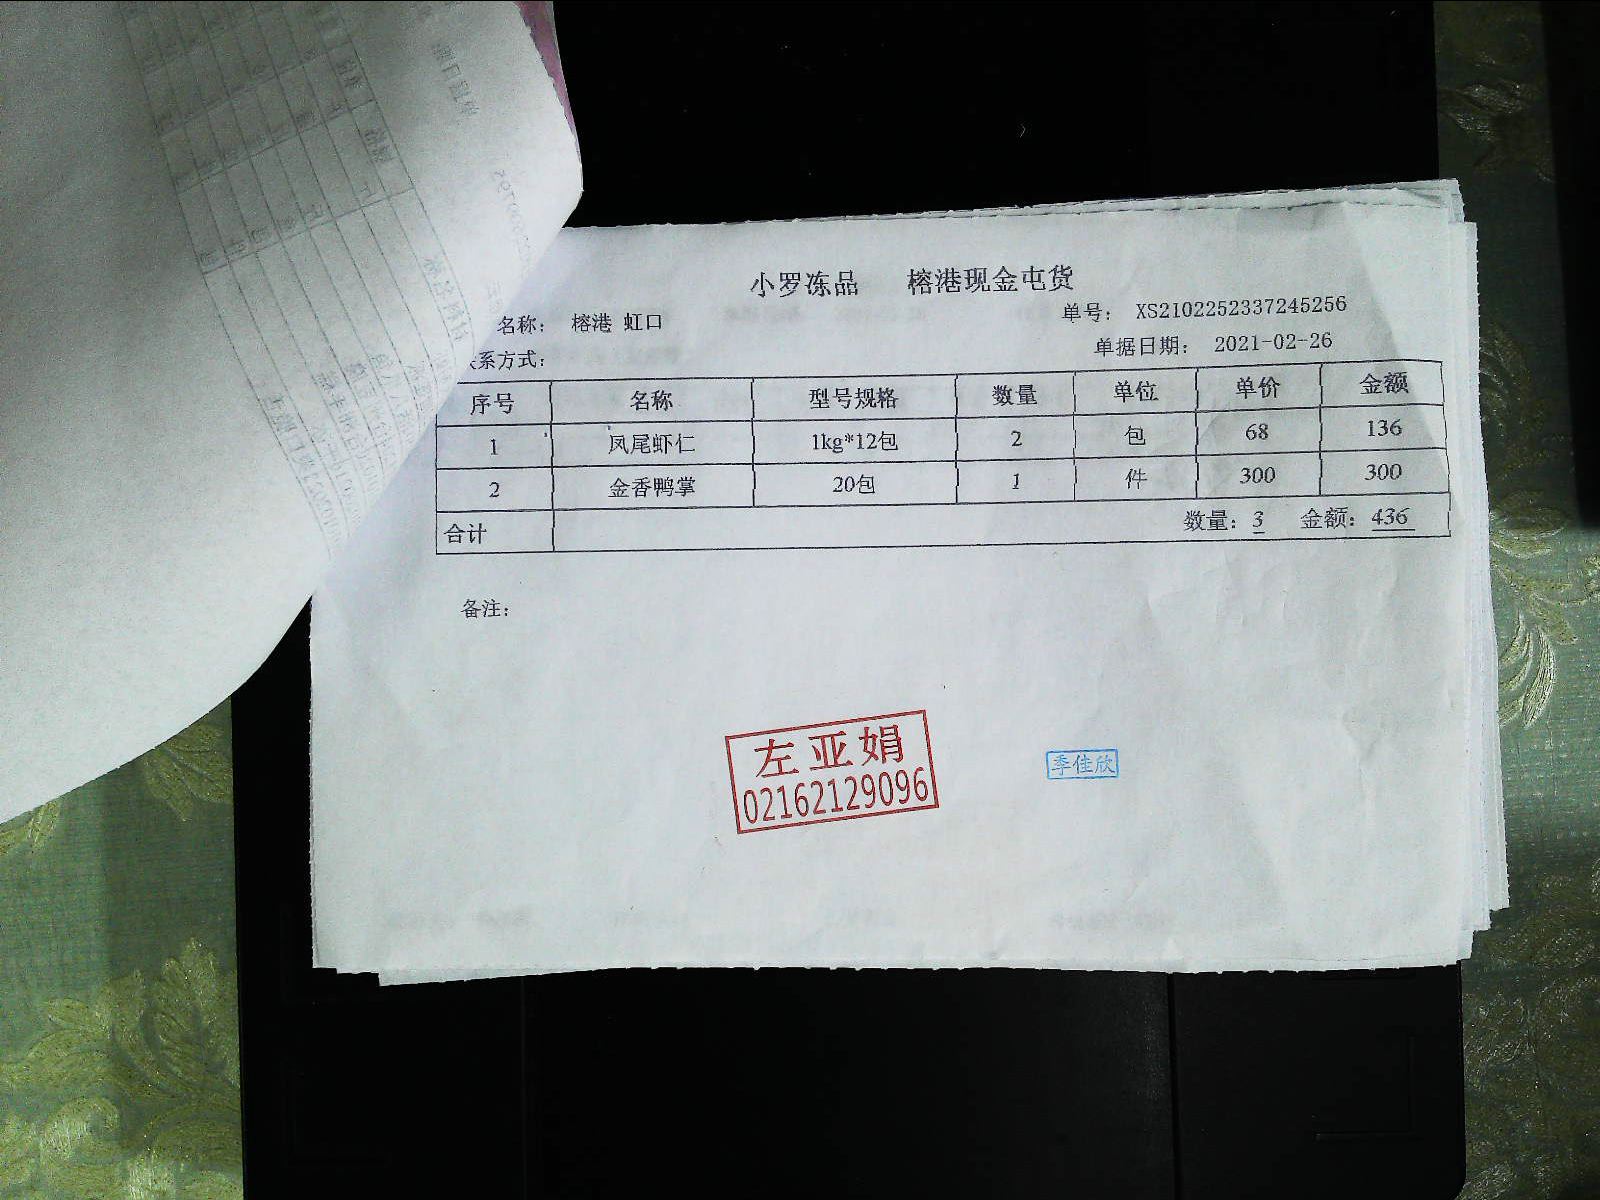 小罗冻品 榕港现金屯货
名称: 榕港 虹口
单号: XS2102252337245256
系方式:
单据日期: 2021-02-26
序号 名称 型号规格 数量 单位 单价 金额
1 凤尾虾仁 1kg*12包 2 包 68 136
2 金香鸭掌 20包 1 件 300 300
合计 数量: 3 金额: 436
备注:
左亚娟
02162129096
季佳欣